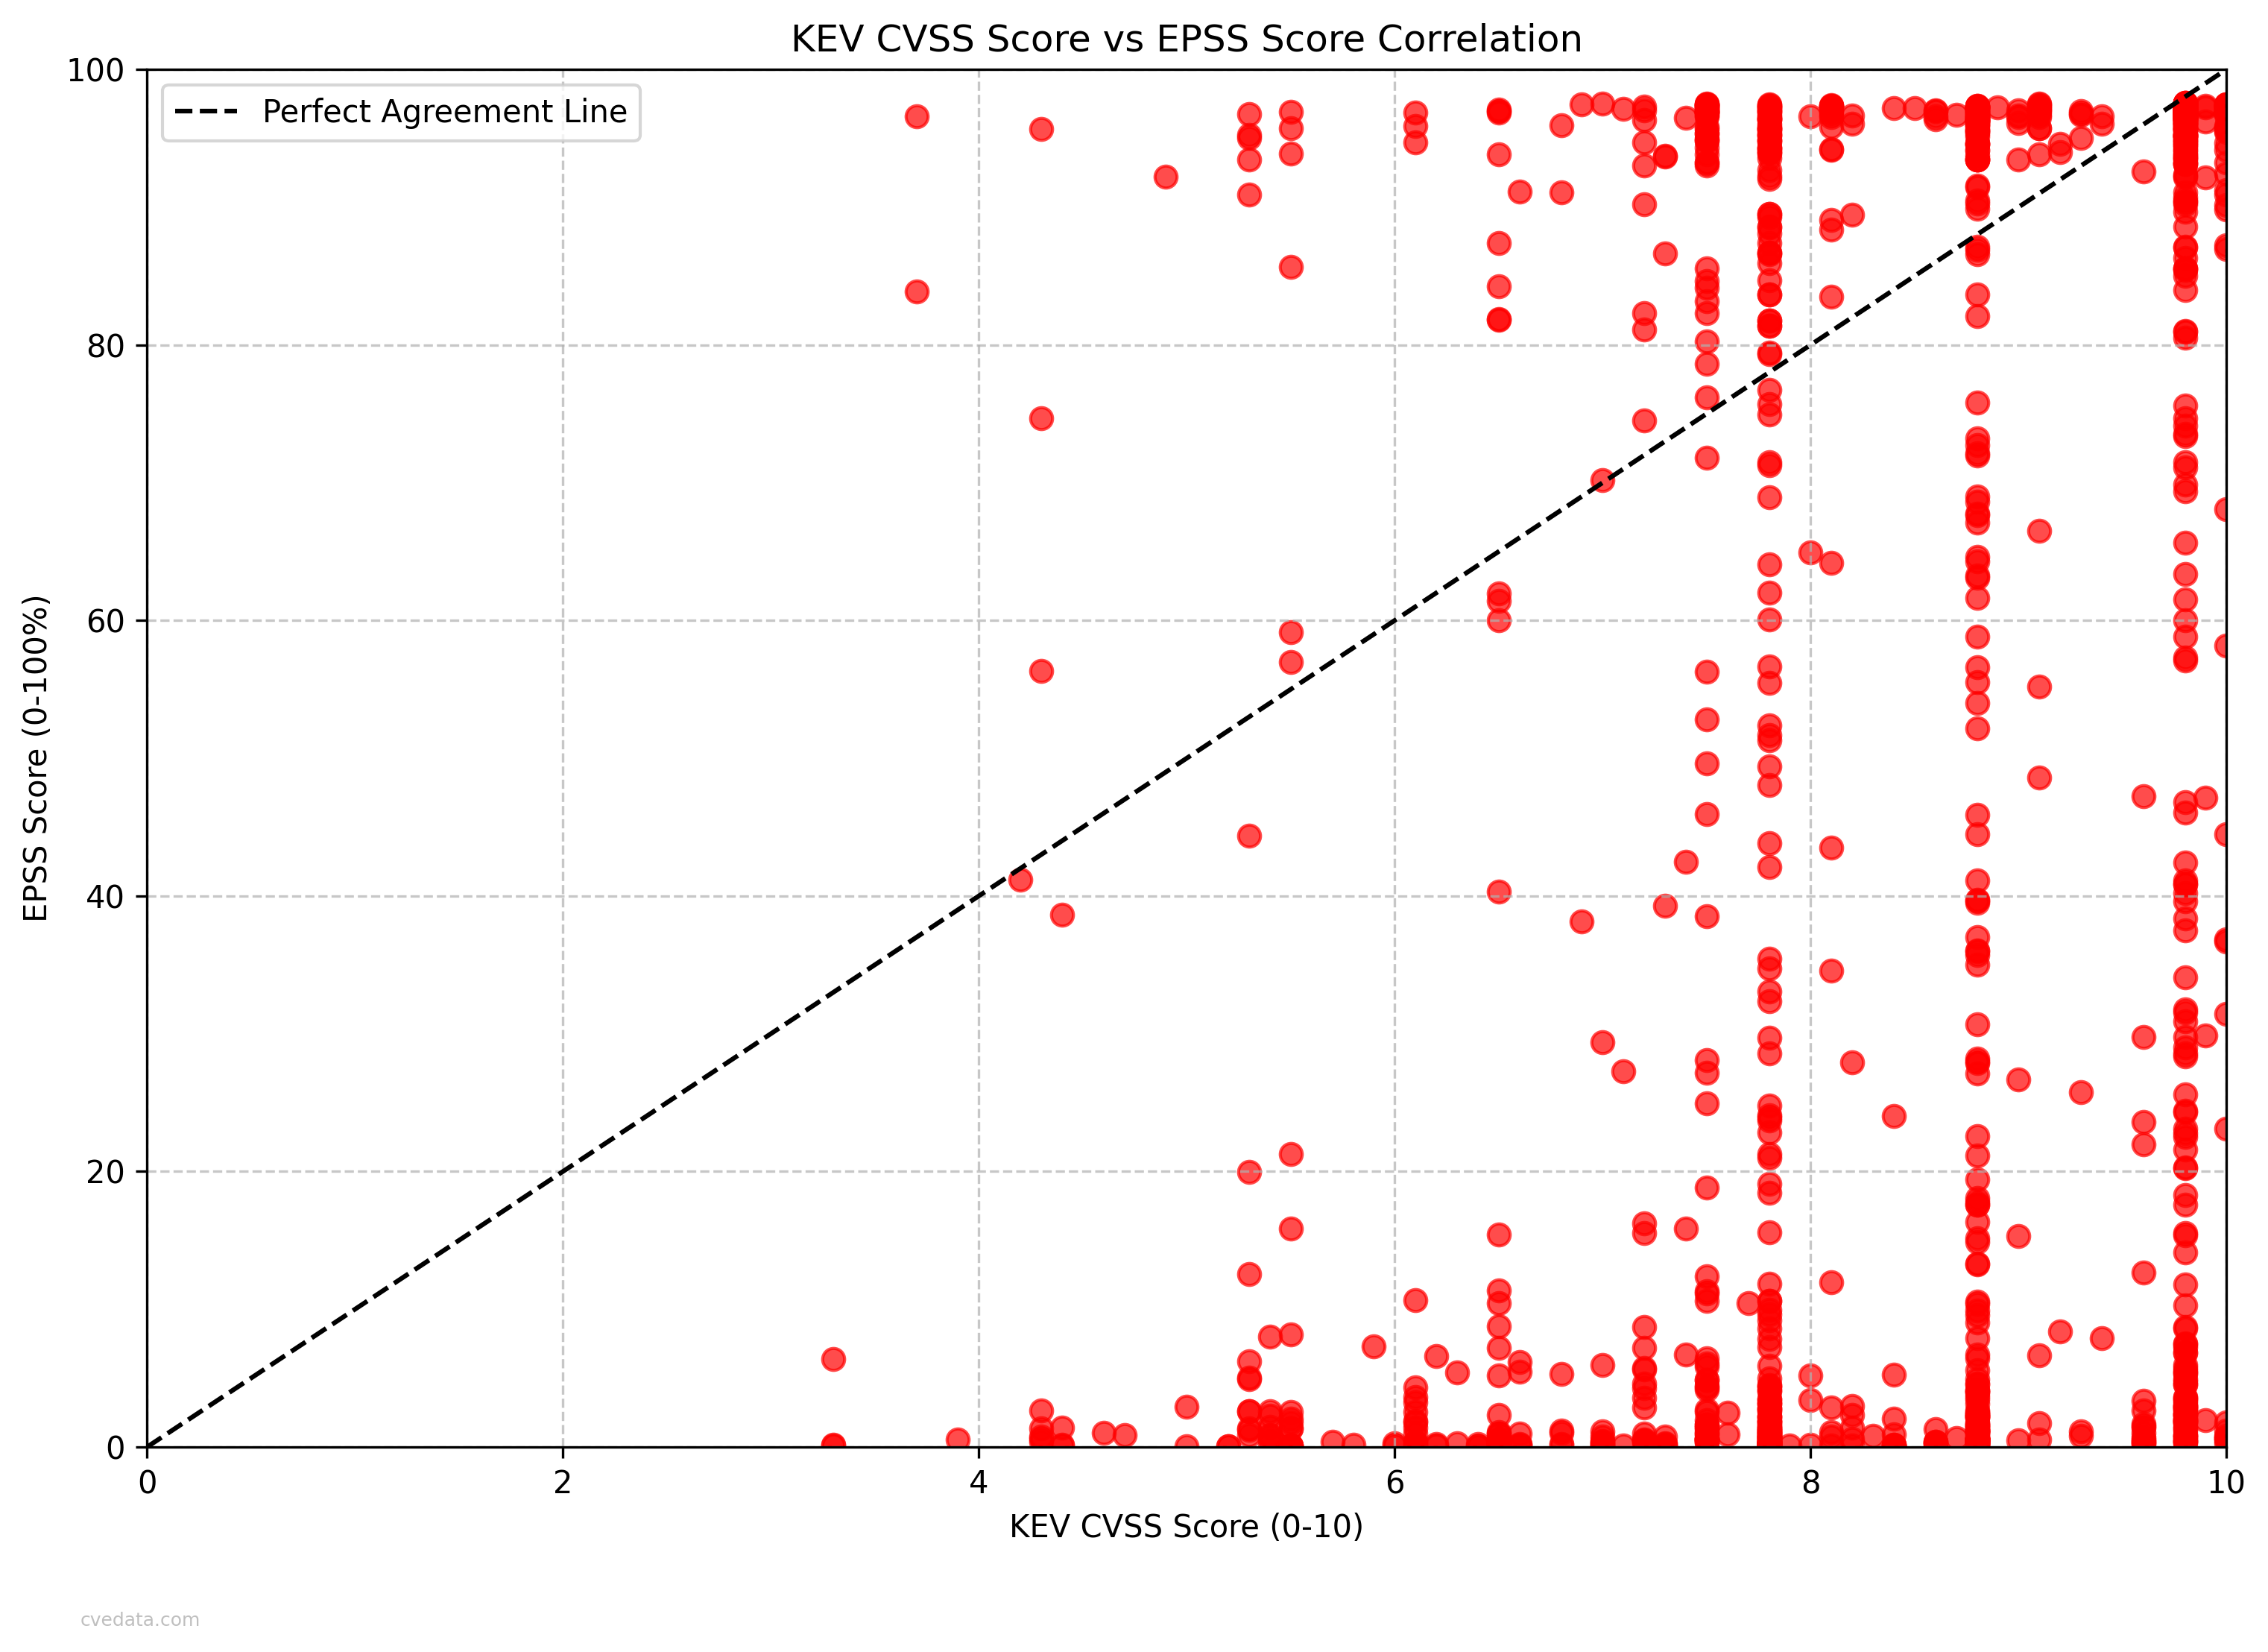 KEV CVSS Score vs EPSS Score Correlation
Perfect Agreement Line
EPSS Score (0-100%)
100
80
60
40
20
0
0 2 4 6 8 10
KEV CVSS Score (0-10)
cvedata.com